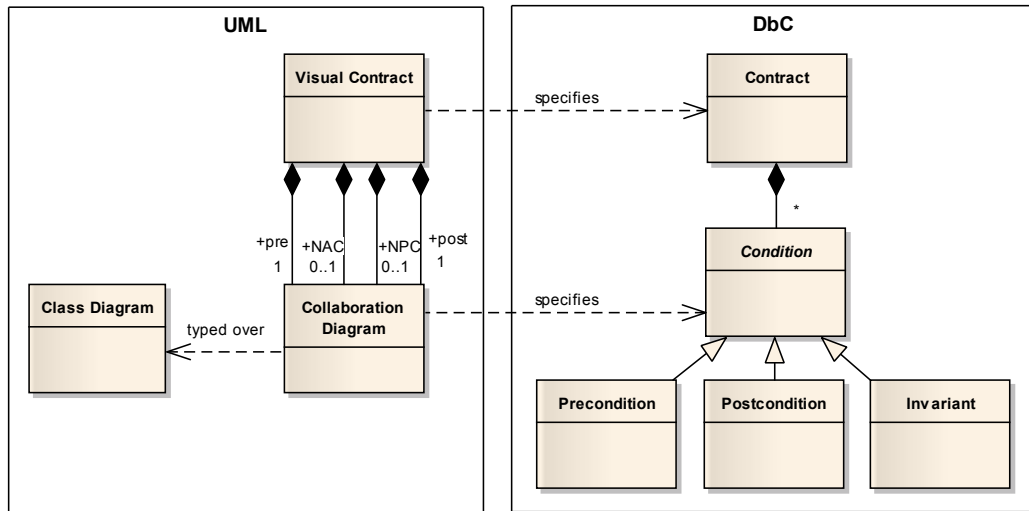 UML
DbC
Visual Contract
Contract
specifies
*
+pre
+NAC
+NPC
+post
1
0..1
0..1
1
Condition
Class Diagram
Collaboration
Diagram
specifies
typed over
Precondition
Postcondition
Invariant